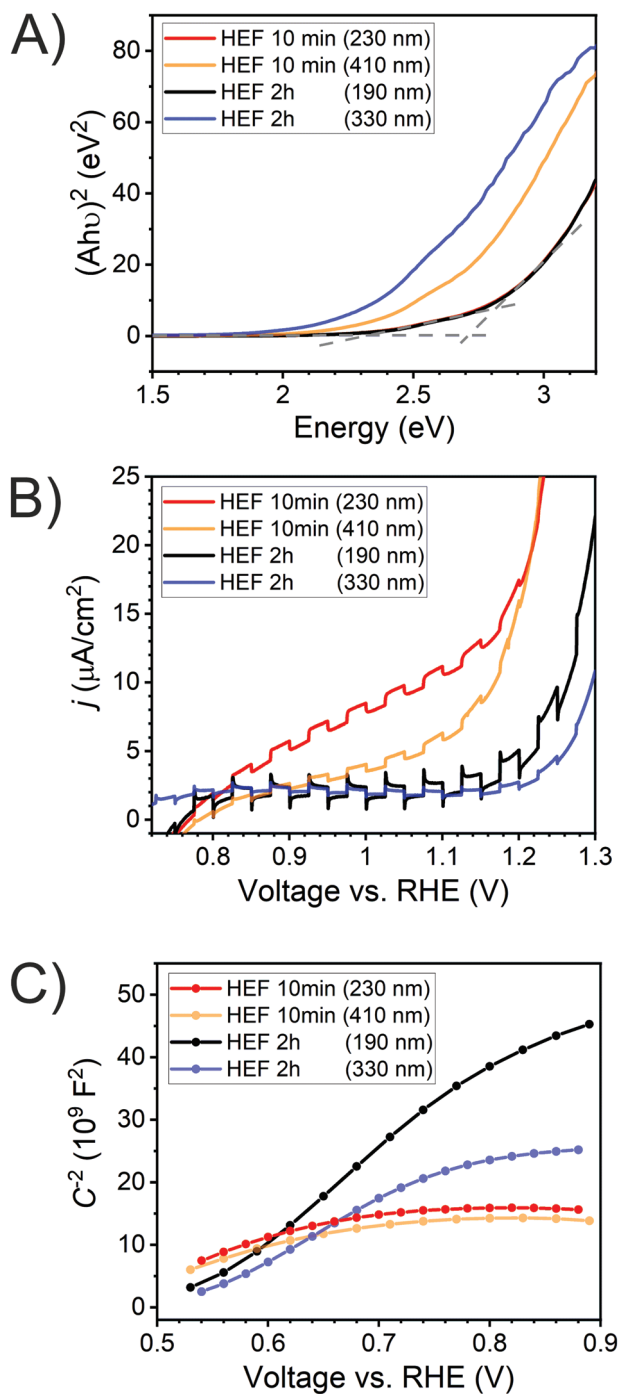 A)
HEF 10 min (230 nm)
HEF 10 min (410 nm)
HEF 2h (190 nm)
HEF 2h (330 nm)
(Ahυ)² (eV²)
80
60
40
20
0
1.5 2 2.5 3
Energy (eV)
B)
HEF 10min (230 nm)
HEF 10min (410 nm)
HEF 2h (190 nm)
HEF 2h (330 nm)
j (µA/cm²)
25
20
15
10
5
0
0.8 0.9 1 1.1 1.2 1.3
Voltage vs. RHE (V)
C)
HEF 10min (230 nm)
HEF 10min (410 nm)
HEF 2h (190 nm)
HEF 2h (330 nm)
C⁻² (10⁹ F²)
50
40
30
20
10
0
0.5 0.6 0.7 0.8 0.9
Voltage vs. RHE (V)